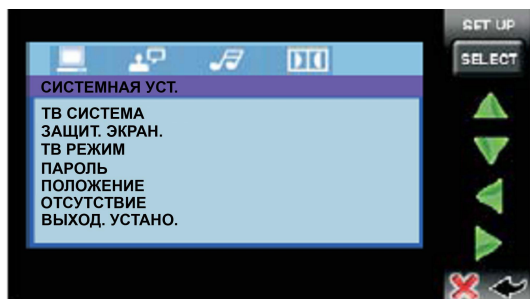 SET UP
SELECT
СИСТЕМНАЯ УСТ.
ТВ СИСТЕМА
ЗАЩИТ. ЭКРАН.
ТВ РЕЖИМ
ПАРОЛЬ
ПОЛОЖЕНИЕ
ОТСУТСТВИЕ
ВЫХОД. УСТАНО.